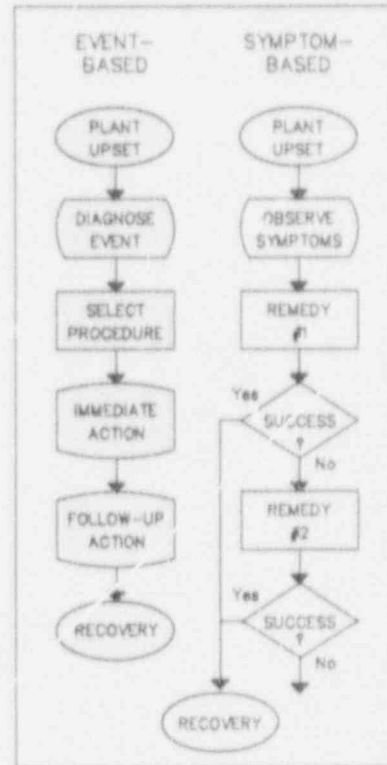 EVENT-
BASED
PLANT
UPSET
DIAGNOSE
EVENT
SELECT
PROCEDURE
IMMEDIATE
ACTION
FOLLOW-UP
ACTION
RECOVERY
SYMPTOM-
BASED
PLANT
UPSET
OBSERVE
SYMPTOMS
REMEDY
#1
Yes
SUCCESS
?
No
REMEDY
#2
Yes
SUCCESS
?
No
RECOVERY